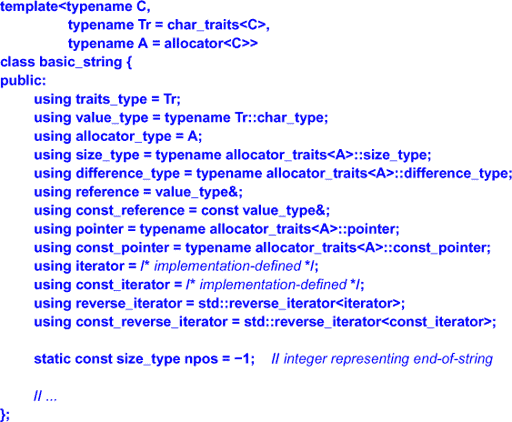 template<typename C,
typename Tr = char_traits<C>,
typename A = allocator<C>>
class basic_string {
public:
using traits_type = Tr;
using value_type = typename Tr::char_type;
using allocator_type = A;
using size_type = typename allocator_traits<A>::size_type;
using difference_type = typename allocator_traits<A>::difference_type;
using reference = value_type&;
using const_reference = const value_type&;
using pointer = typename allocator_traits<A>::pointer;
using const_pointer = typename allocator_traits<A>::const_pointer;
using iterator = /* implementation-defined */;
using const_iterator = /* implementation-defined */;
using reverse_iterator = std::reverse_iterator<iterator>;
using const_reverse_iterator = std::reverse_iterator<const_iterator>;
static const size_type npos = −1; // integer representing end-of-string
// ...
};